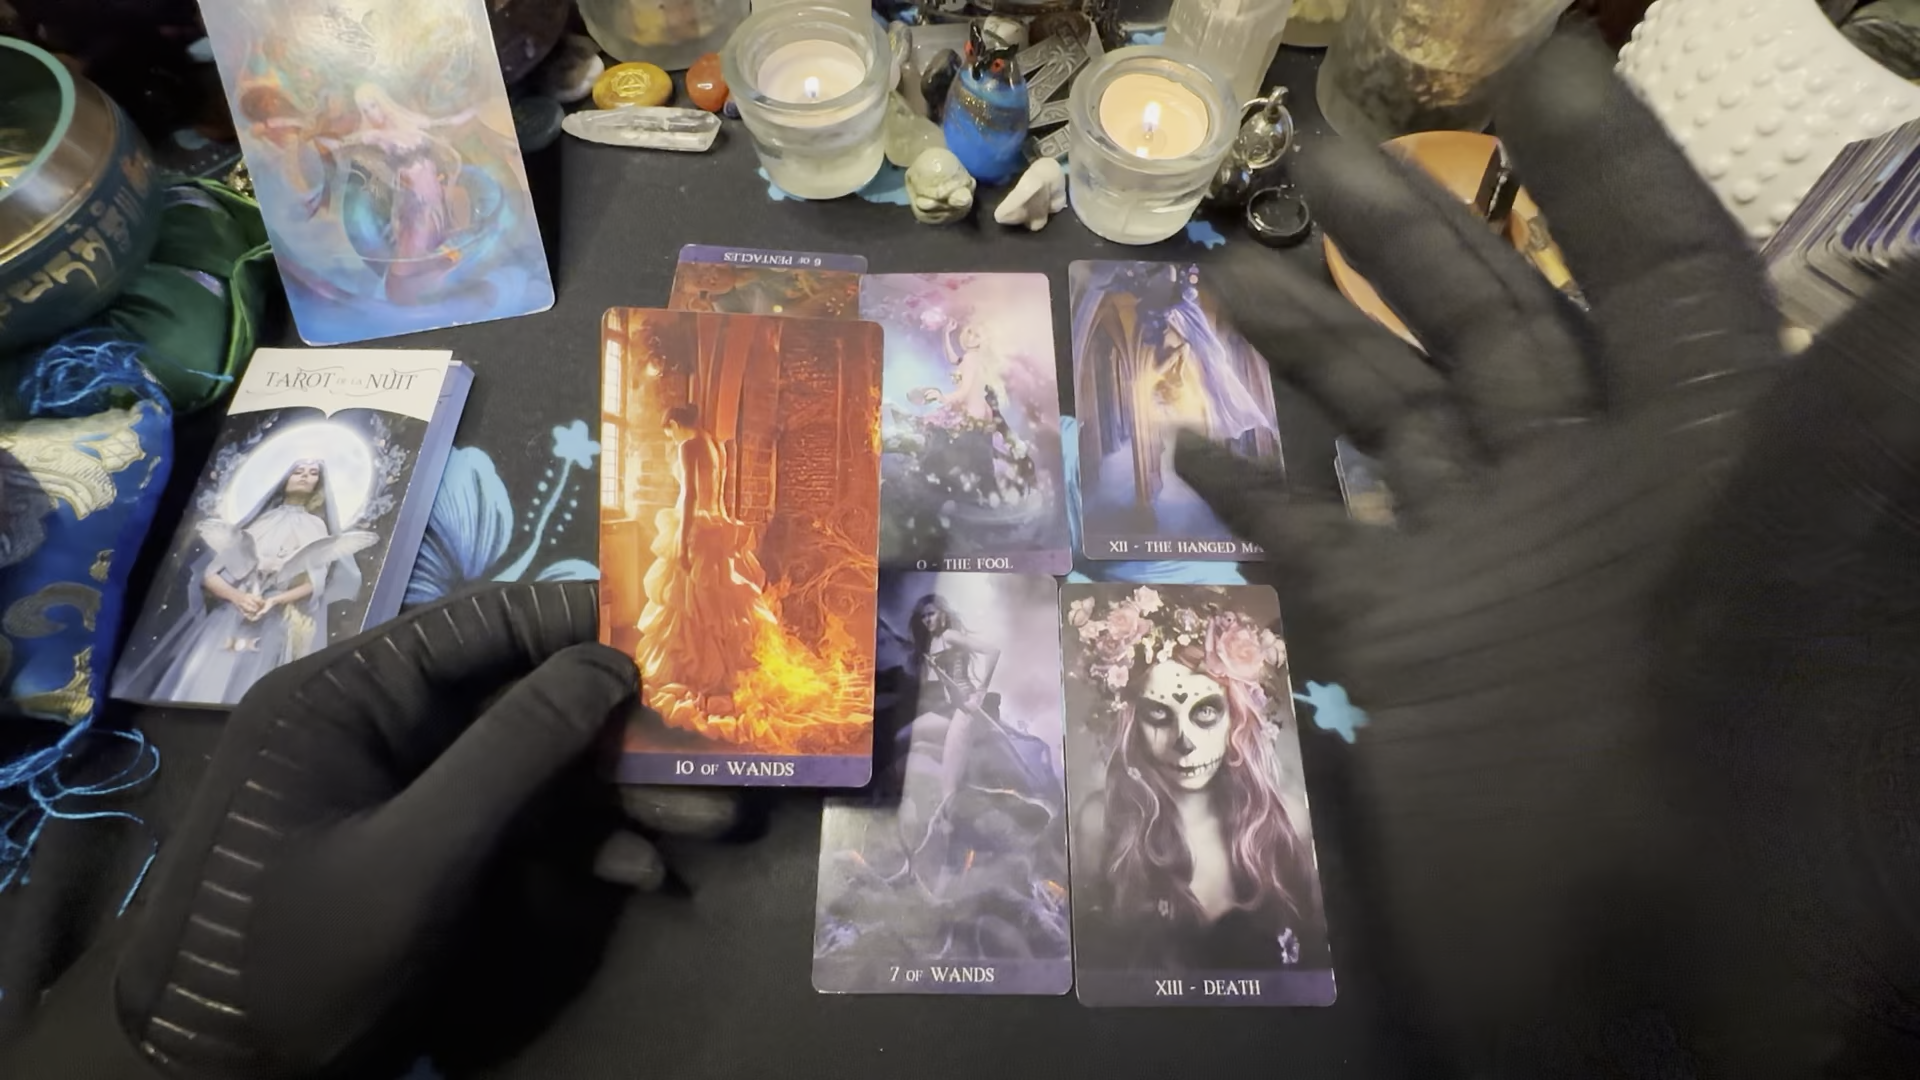 6 OF PENTACLES
TAROT DE LA NUIT
0 - THE FOOL
XII - THE HANGED MA
10 OF WANDS
7 OF WANDS
XIII - DEATH